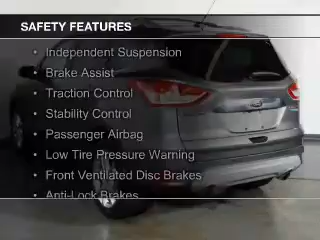 SAFETY FEATURES
• Independent Suspension
• Brake Assist
• Traction Control
• Stability Control
• Passenger Airbag
• Low Tire Pressure Warning
• Front Ventilated Disc Brakes
• Anti-Lock Brakes
Ford